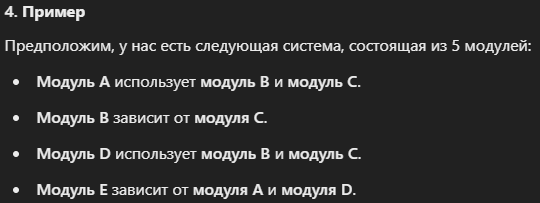 4. Пример
Предположим, у нас есть следующая система, состоящая из 5 модулей:
• Модуль A использует модуль B и модуль C.
• Модуль B зависит от модуля C.
• Модуль D использует модуль B и модуль C.
• Модуль E зависит от модуля A и модуля D.